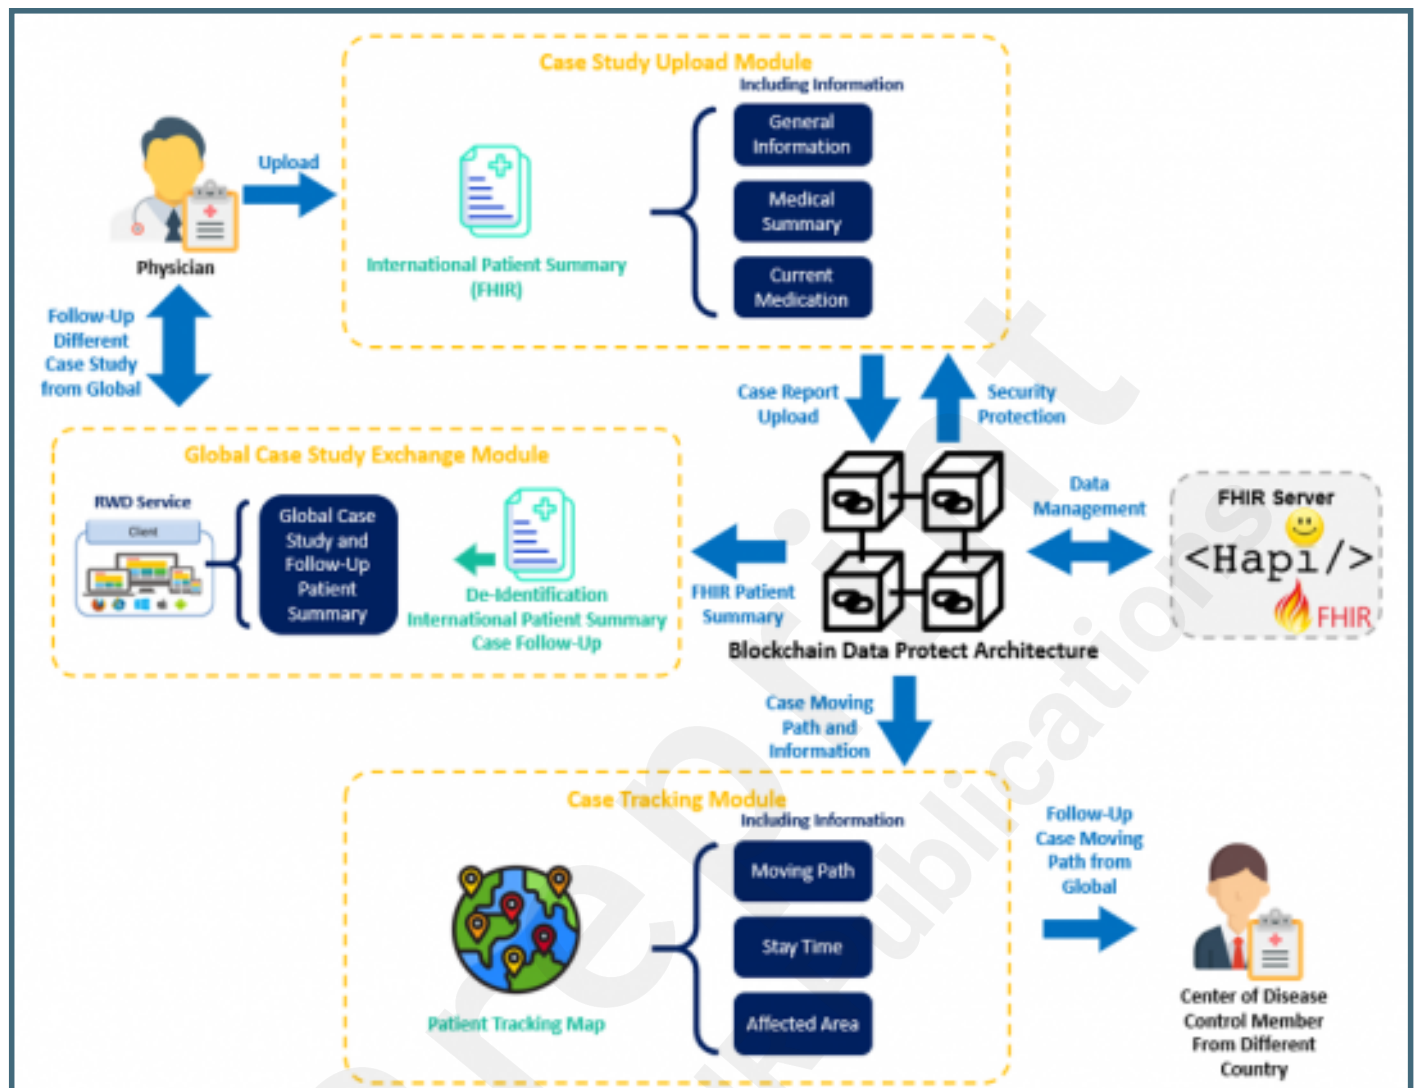 Case Study Upload Module
Including Information
General
Information
Medical
Summary
Current
Medication
Upload
International Patient Summary
(FHIR)
Physician
Follow-Up
Different
Case Study
from Global
Case Report
Upload
Security
Protection
Global Case Study Exchange Module
RWD Service
Client
Global Case
Study and
Follow-Up
Patient
Summary
De-Identification
International Patient Summary
Case Follow-Up
FHIR Patient
Summary
Data
Management
FHIR Server
<Hapi/>
FHIR
Blockchain Data Protect Architecture
Case Moving
Path and
Information
Case Tracking Module
Including Information
Moving Path
Stay Time
Affected Area
Patient Tracking Map
Follow-Up
Case Moving
Path from
Global
Center of Disease
Control Member
From Different
Country